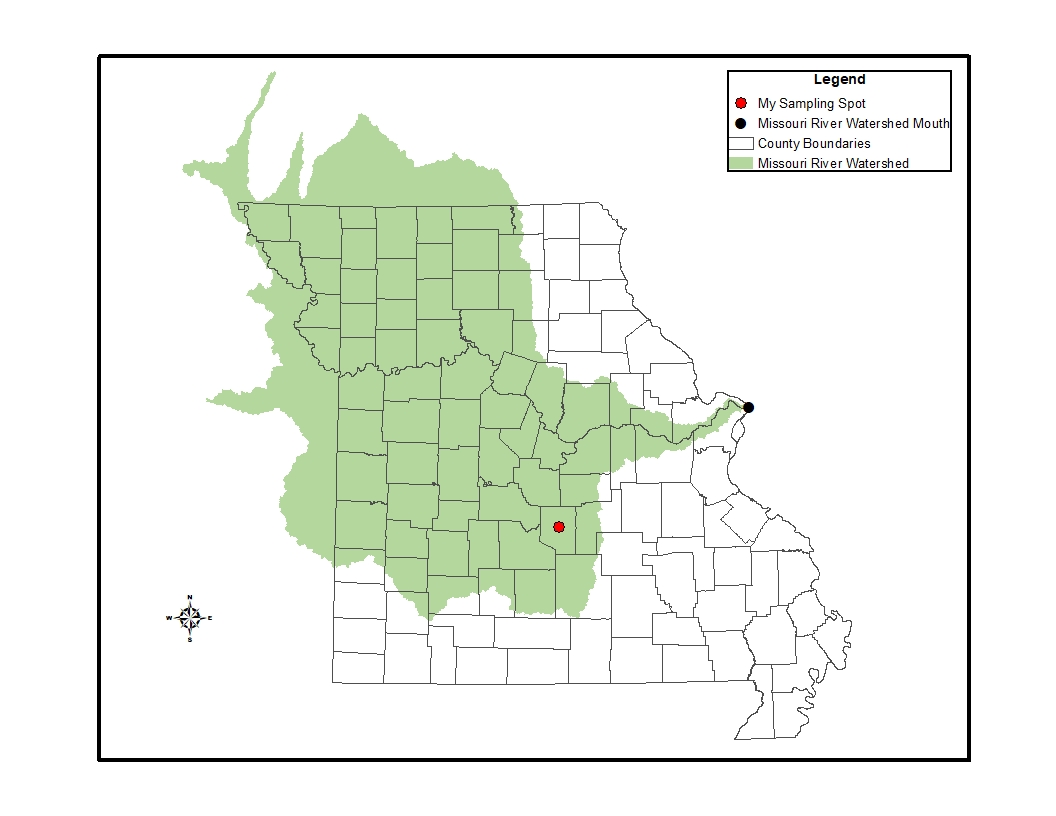 Legend
My Sampling Spot
Missouri River Watershed Mouth
County Boundaries
Missouri River Watershed
N
W E
S